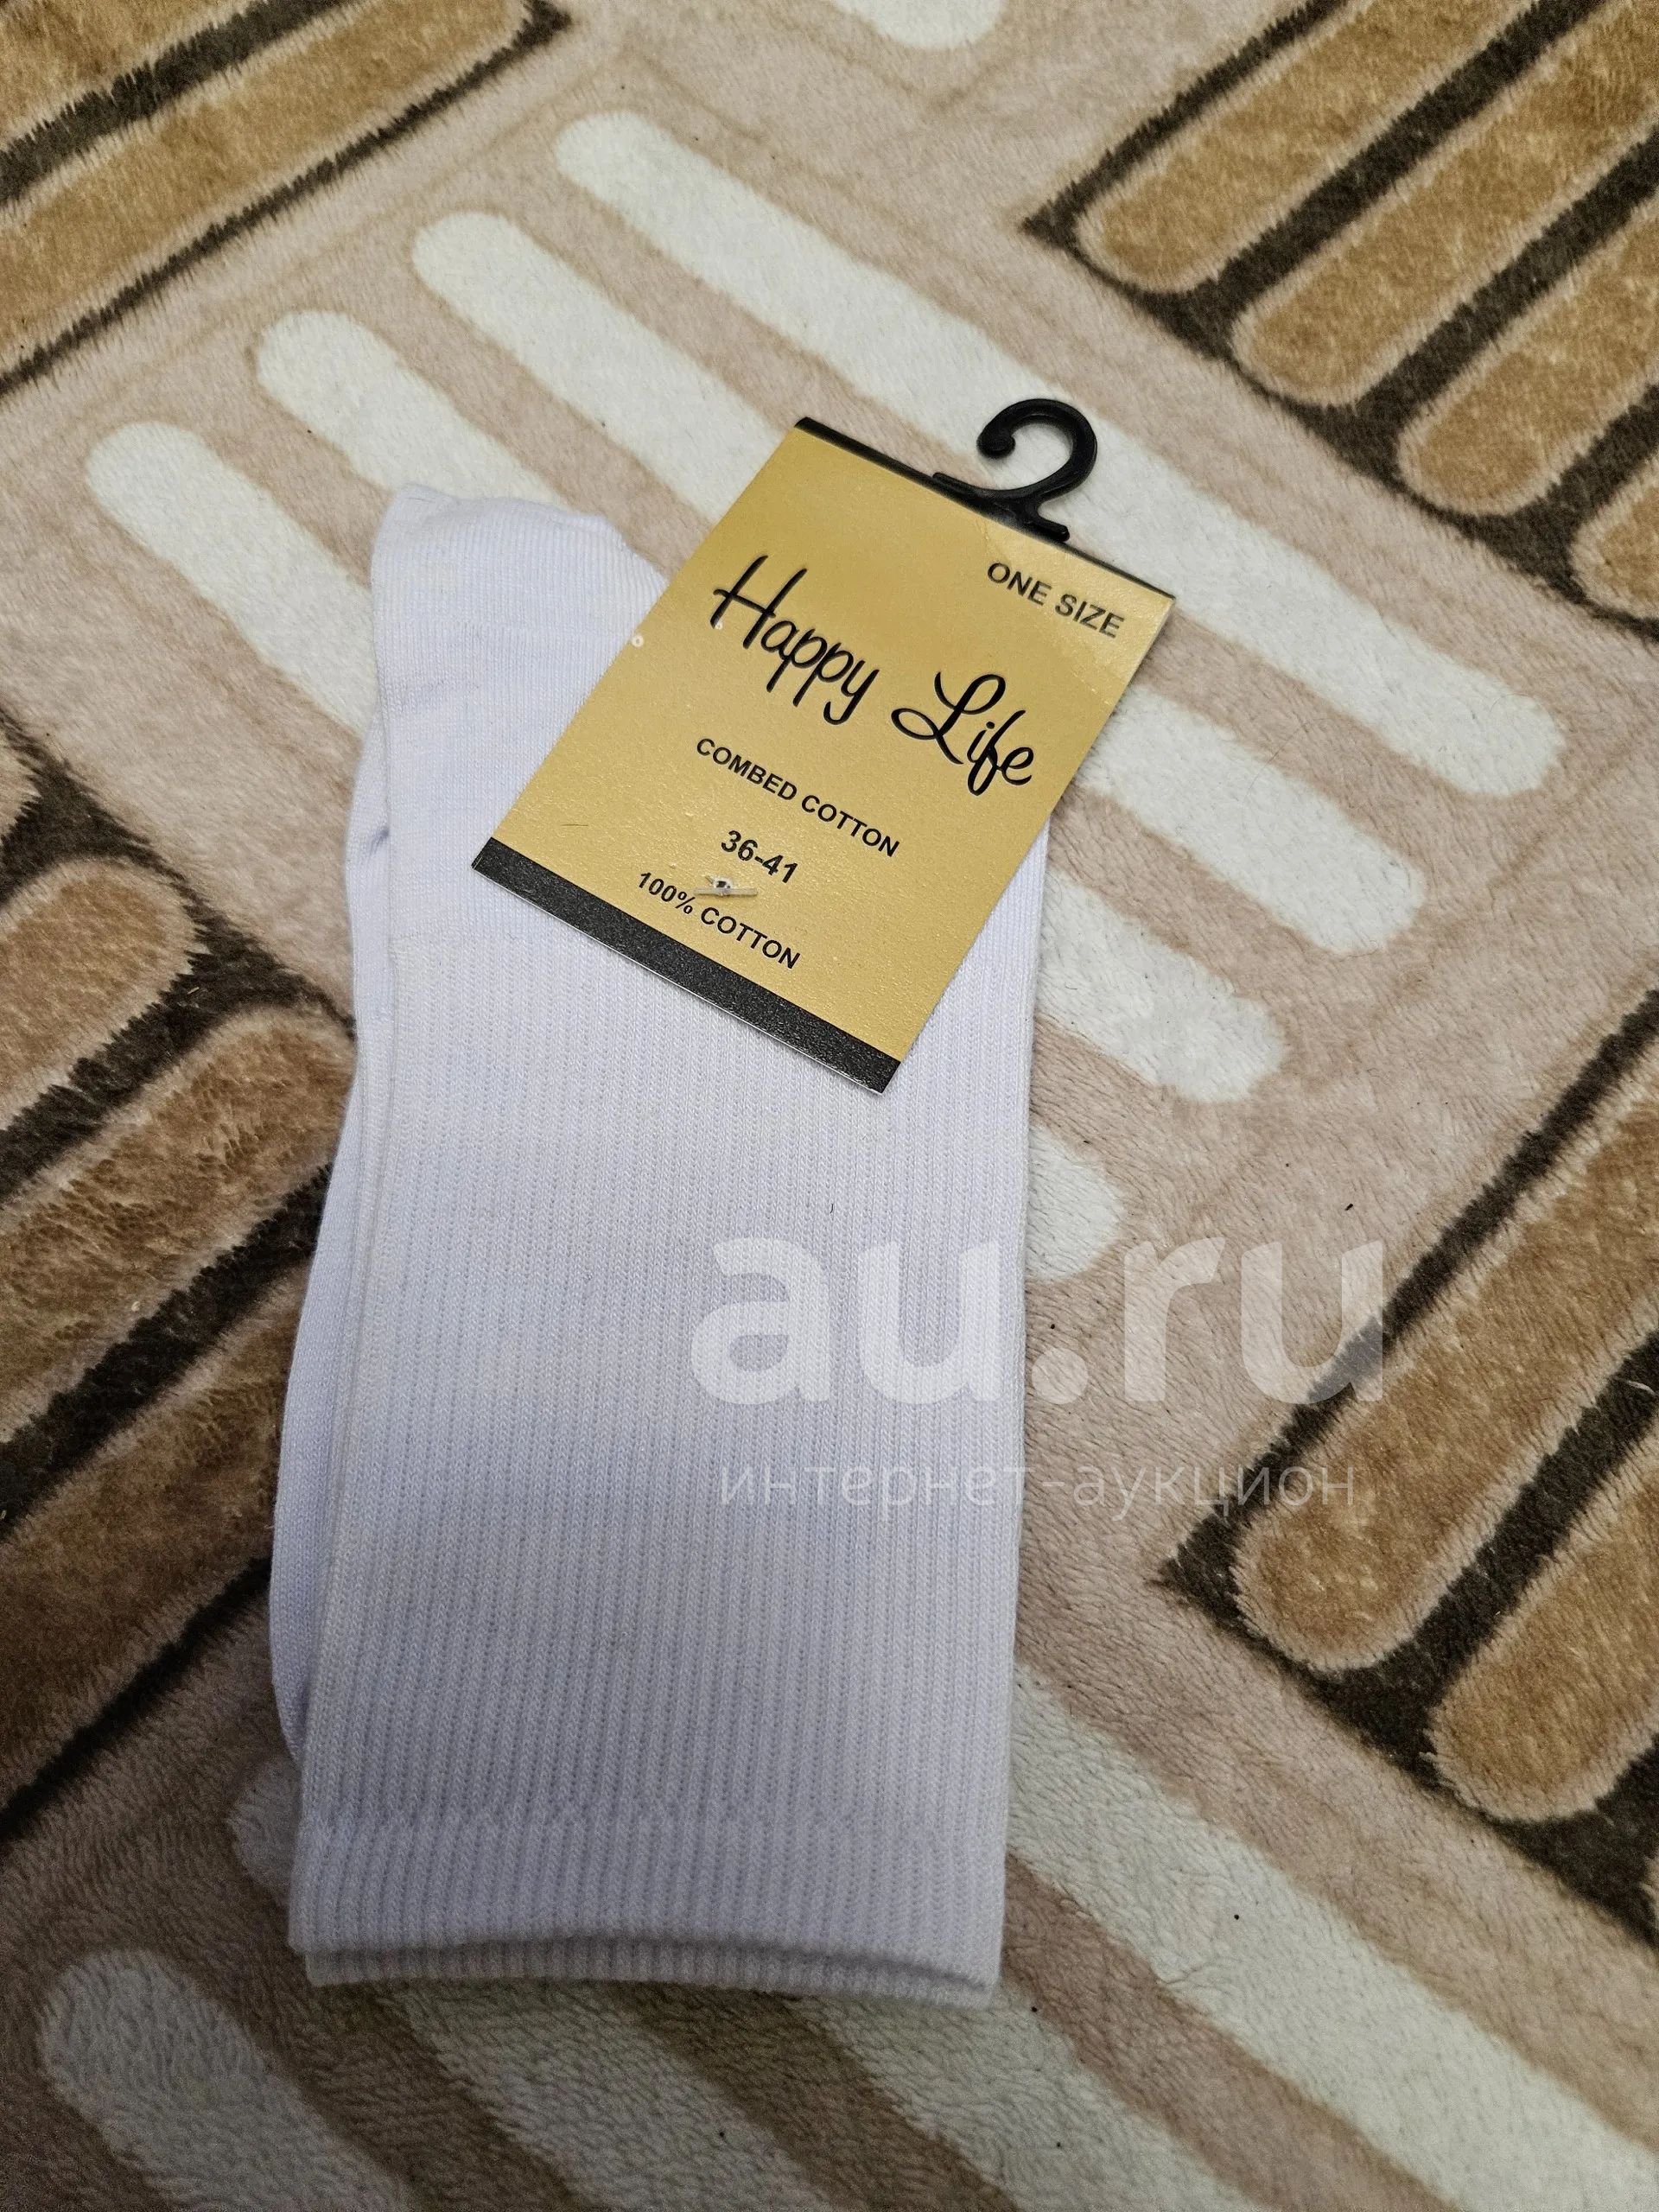 ONE SIZE
Happy Life
COMBED COTTON
36-41
100% COTTON
au.ru
интернет-аукцион